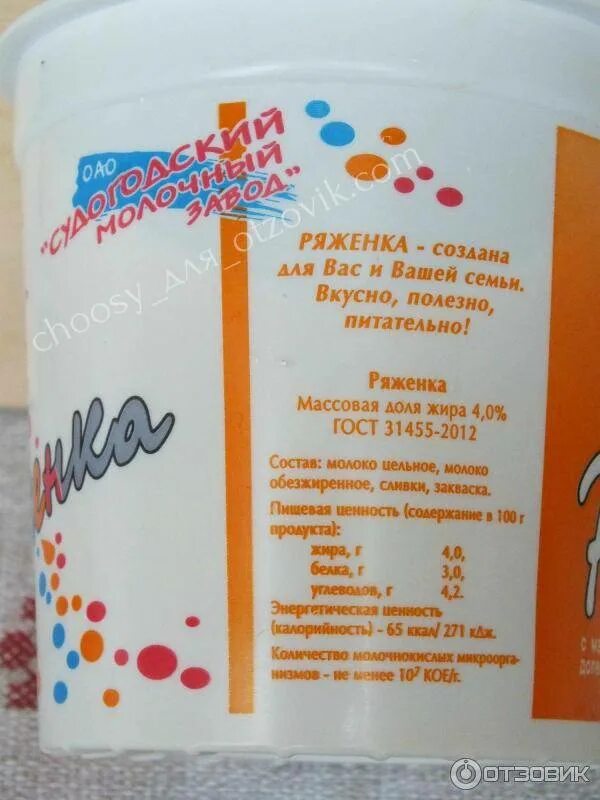 ОАО
"СУДОГОДСКИЙ
МОЛОЧНЫЙ
ЗАВОД"
choosy_для_otzovik.com
РЯЖЕНКА - создана
для Вас и Вашей семьи.
Вкусно, полезно,
питательно!
Ряженка
Массовая доля жира 4,0%
ГОСТ 31455-2012
Состав: молоко цельное, молоко
обезжиренное, сливки, закваска.
Пищевая ценность (содержание в 100 г
продукта):
жира, г 4,0,
белка, г 3,0,
углеводов, г 4,2.
Энергетическая ценность
(калорийность) - 65 ккал/ 271 кДж.
Количество молочнокислых микроорга-
низмов - не менее 10⁷ КОЕ/г.
ёнка
с
ОТЗОВИК